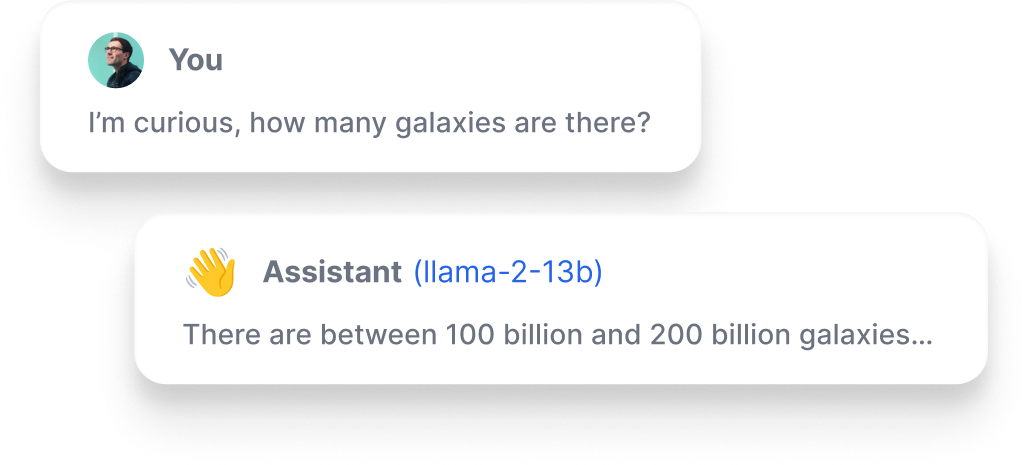 You
I’m curious, how many galaxies are there?
Assistant (llama-2-13b)
There are between 100 billion and 200 billion galaxies...